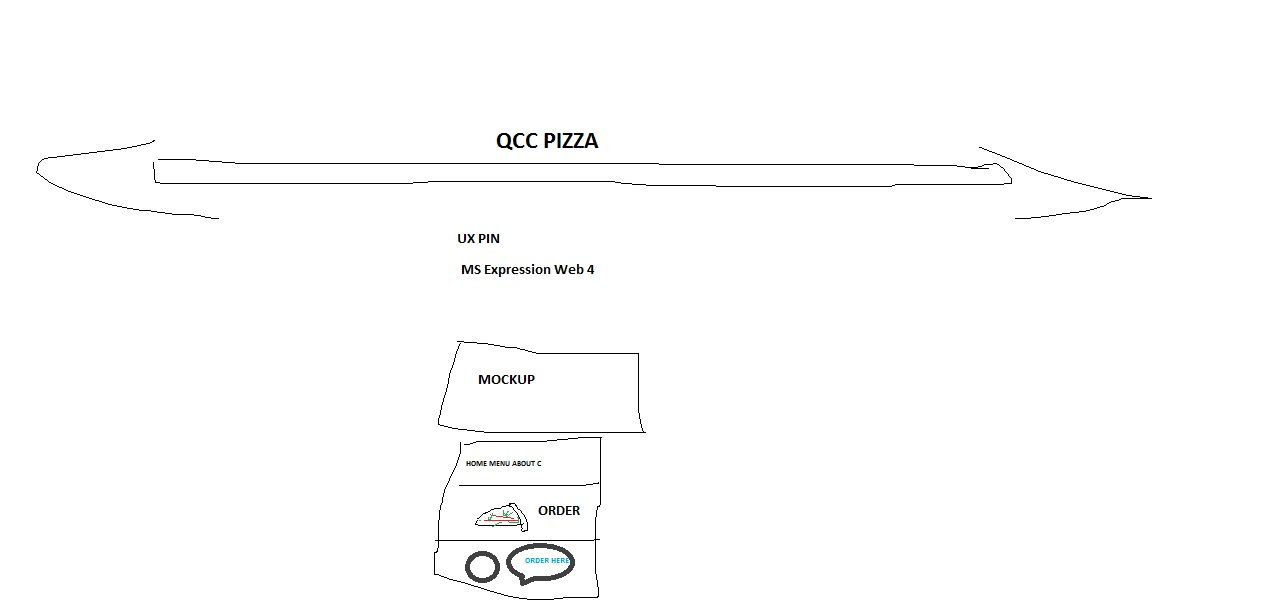 QCC PIZZA
UX PIN
MS Expression Web 4
MOCKUP
HOME MENU ABOUT C
ORDER
ORDER HERE